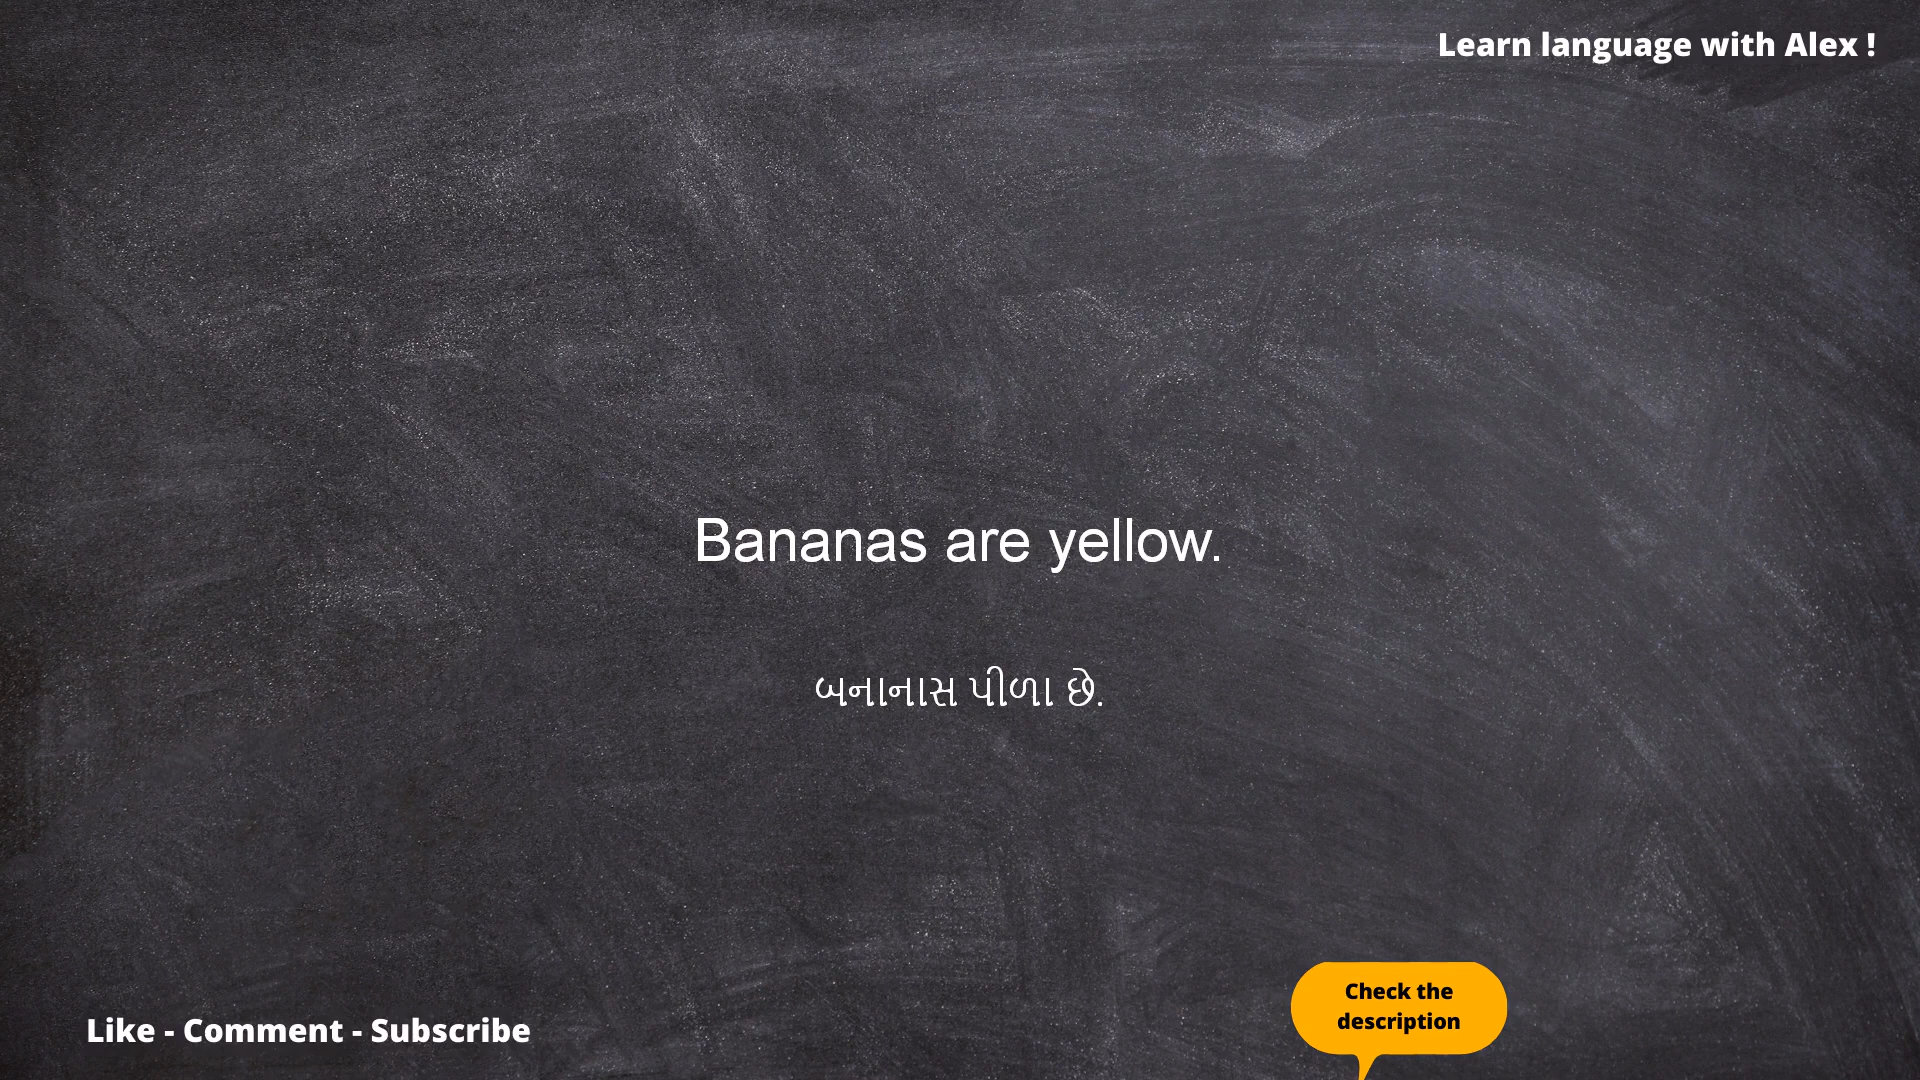 Learn language with Alex !
Bananas are yellow.
બનાનાસ પીળા છે.
Check the
description
Like - Comment - Subscribe